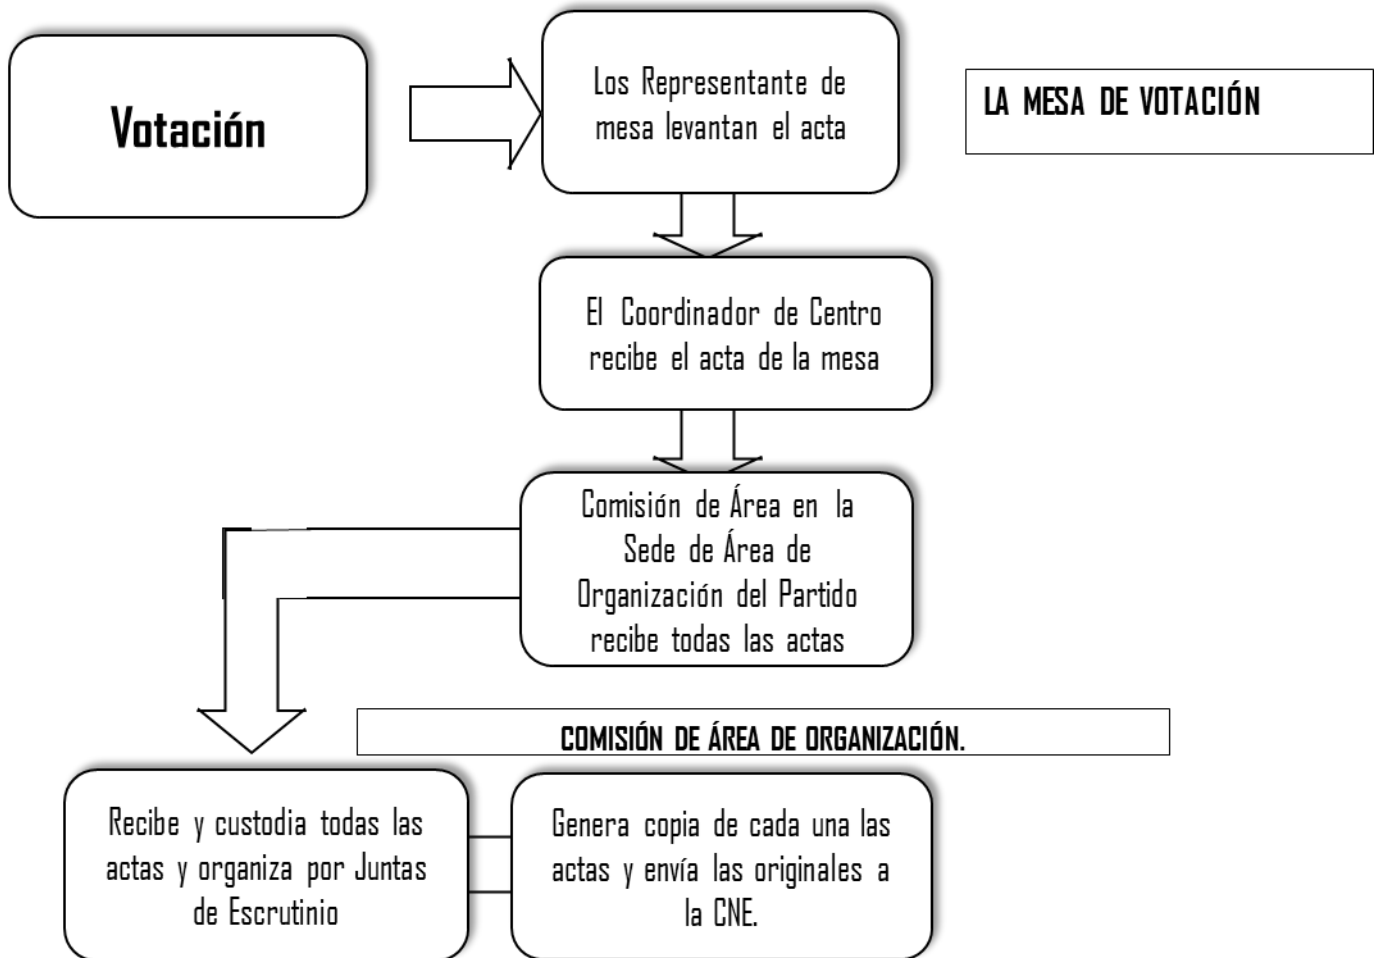 Votación
Los Representante de
mesa levantan el acta
LA MESA DE VOTACIÓN
El Coordinador de Centro
recibe el acta de la mesa
Comisión de Área en la
Sede de Área de
Organización del Partido
recibe todas las actas
COMISIÓN DE ÁREA DE ORGANIZACIÓN.
Recibe y custodia todas las
actas y organiza por Juntas
de Escrutinio
Genera copia de cada una las
actas y envía las originales a
la CNE.